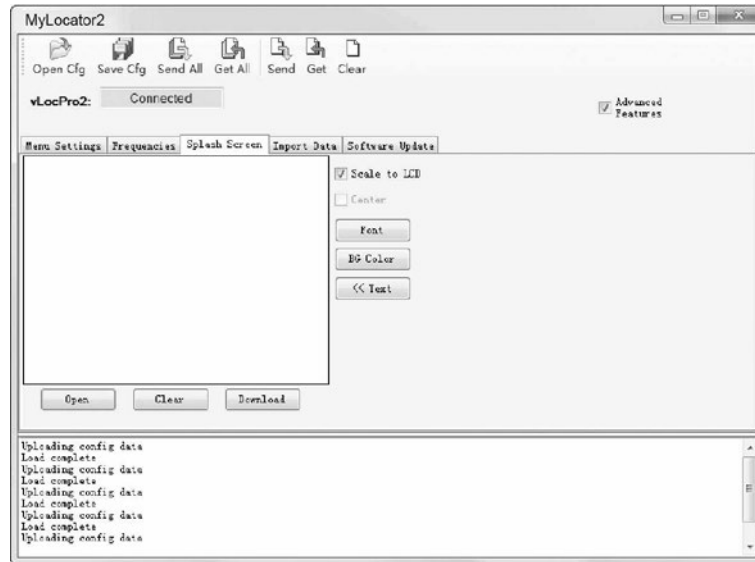 MyLocator2
Open Cfg Save Cfg Send All Get All Send Get Clear
vLocPro2: Connected
Advanced
Features
Menu Settings Frequencies Splash Screen Import Data Software Update
Scale to LCD
Center
Font
BG Color
<< Text
Open Clear Download
Uploading config data
Load complete
Uploading config data
Load complete
Uploading config data
Load complete
Uploading config data
Load complete
Uploading config data